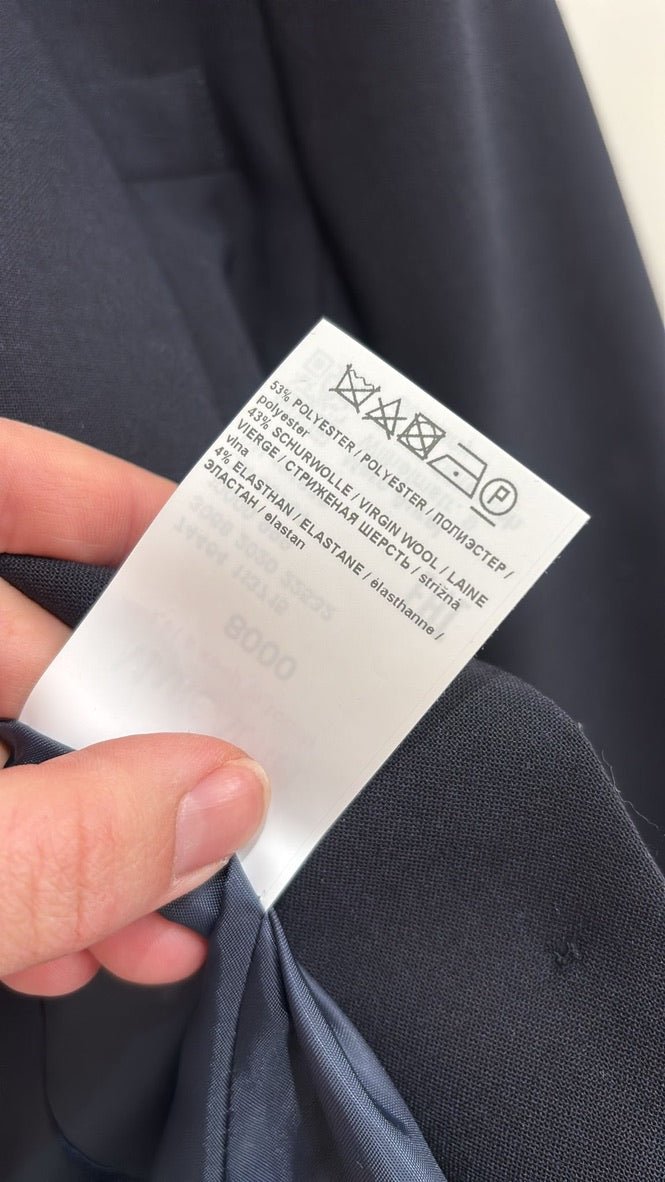 P
53% POLYESTER / POLYESTER / ПОЛИЭСТЕР /
polyester
43% SCHURWOLLE / VIRGIN WOOL / LAINE
VIERGE / СТРИЖЕНАЯ ШЕРСТЬ / strižná
vlna
4% ELASTHAN / ELASTANE / élasthanne /
ЭЛАСТАН / elastan